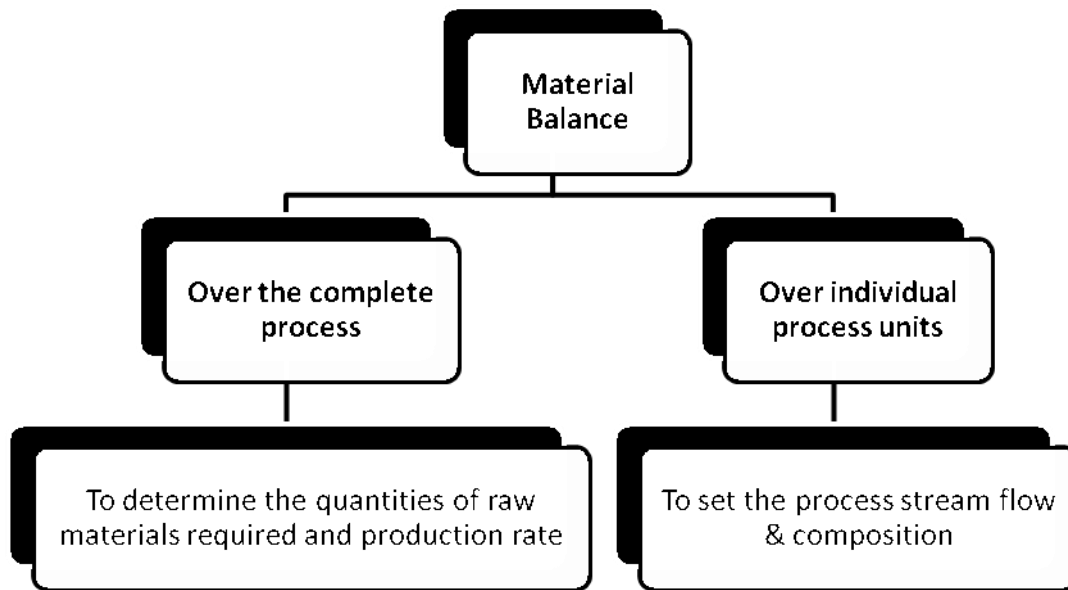 Material
Balance
Over the complete
process
Over individual
process units
To determine the quantities of raw
materials required and production rate
To set the process stream flow
& composition